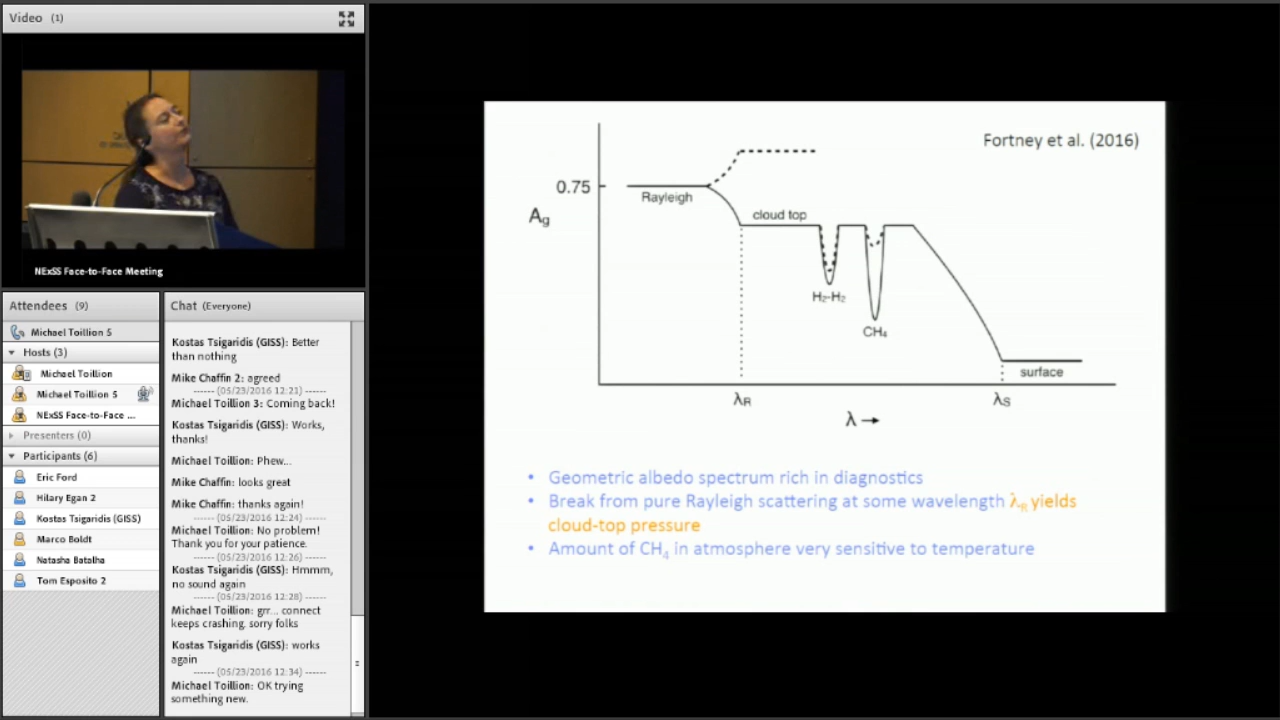 Video (1)
NExSS Face-to-Face Meeting
Attendees (9)
Michael Toillion 5
Hosts (3)
Michael Toillion
Michael Toillion 5
NExSS Face-to-Face ...
Presenters (0)
Participants (6)
Eric Ford
Hilary Egan 2
Kostas Tsigaridis (GISS)
Marco Boldt
Natasha Batalha
Tom Esposito 2
Chat (Everyone)
Kostas Tsigaridis (GISS): Better
than nothing
Mike Chaffin 2: agreed
------ (05/23/2016 12:21) ------
Michael Toillion 3: Coming back!
Kostas Tsigaridis (GISS): Works,
thanks!
Michael Toillion: Phew...
Mike Chaffin: looks great
Mike Chaffin: thanks again!
------ (05/23/2016 12:24) ------
Michael Toillion: No problem!
Thank you for your patience.
------ (05/23/2016 12:26) ------
Kostas Tsigaridis (GISS): Hmmm,
no sound again
------ (05/23/2016 12:28) ------
Michael Toillion: grr... connect
keeps crashing. sorry folks
Kostas Tsigaridis (GISS): works
again
------ (05/23/2016 12:34) ------
Michael Toillion: OK trying
something new.
Fortney et al. (2016)
0.75
Rayleigh
Ag
cloud top
H2-H2
CH4
surface
λR
λS
λ →
• Geometric albedo spectrum rich in diagnostics
• Break from pure Rayleigh scattering at some wavelength λR yields
cloud-top pressure
• Amount of CH4 in atmosphere very sensitive to temperature